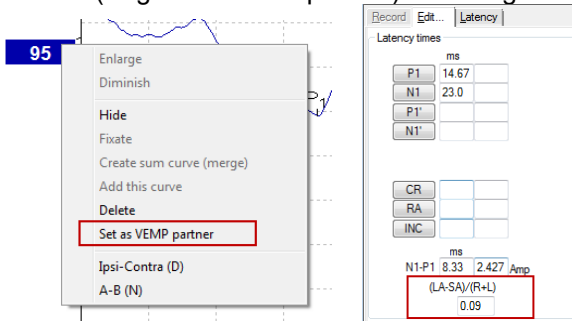 95
Enlarge
Diminish
Hide
Fixate
Create sum curve (merge)
Add this curve
Delete
Set as VEMP partner
Ipsi-Contra (D)
A-B (N)
Record Edit... Latency
Latency times
ms
P1 14.67
N1 23.0
P1'
N1'
CR
RA
INC
ms
N1-P1 8.33 2.427 Amp
(LA-SA)/(R+L)
0.09